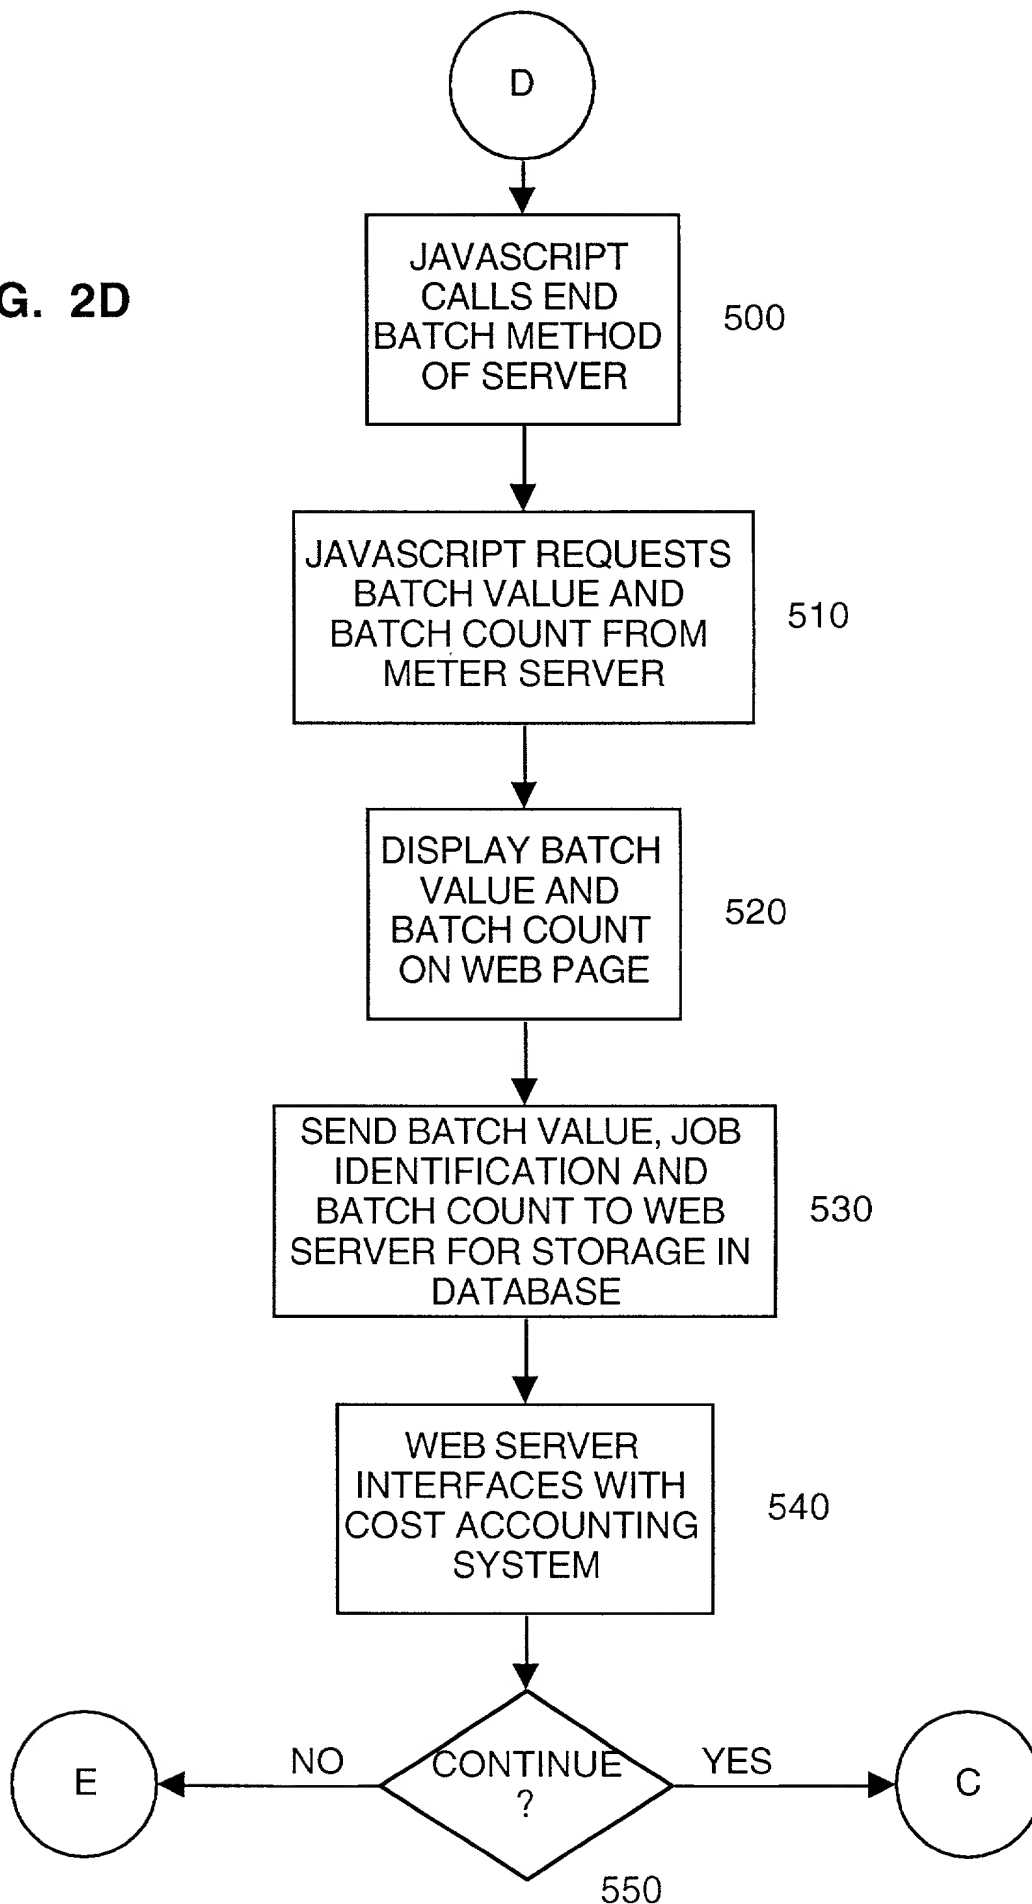 D
G. 2D
JAVASCRIPT
CALLS END
BATCH METHOD
OF SERVER
500
JAVASCRIPT REQUESTS
BATCH VALUE AND
BATCH COUNT FROM
METER SERVER
510
DISPLAY BATCH
VALUE AND
BATCH COUNT
ON WEB PAGE
520
SEND BATCH VALUE, JOB
IDENTIFICATION AND
BATCH COUNT TO WEB
SERVER FOR STORAGE IN
DATABASE
530
WEB SERVER
INTERFACES WITH
COST ACCOUNTING
SYSTEM
540
E
NO
CONTINUE
?
YES
C
550